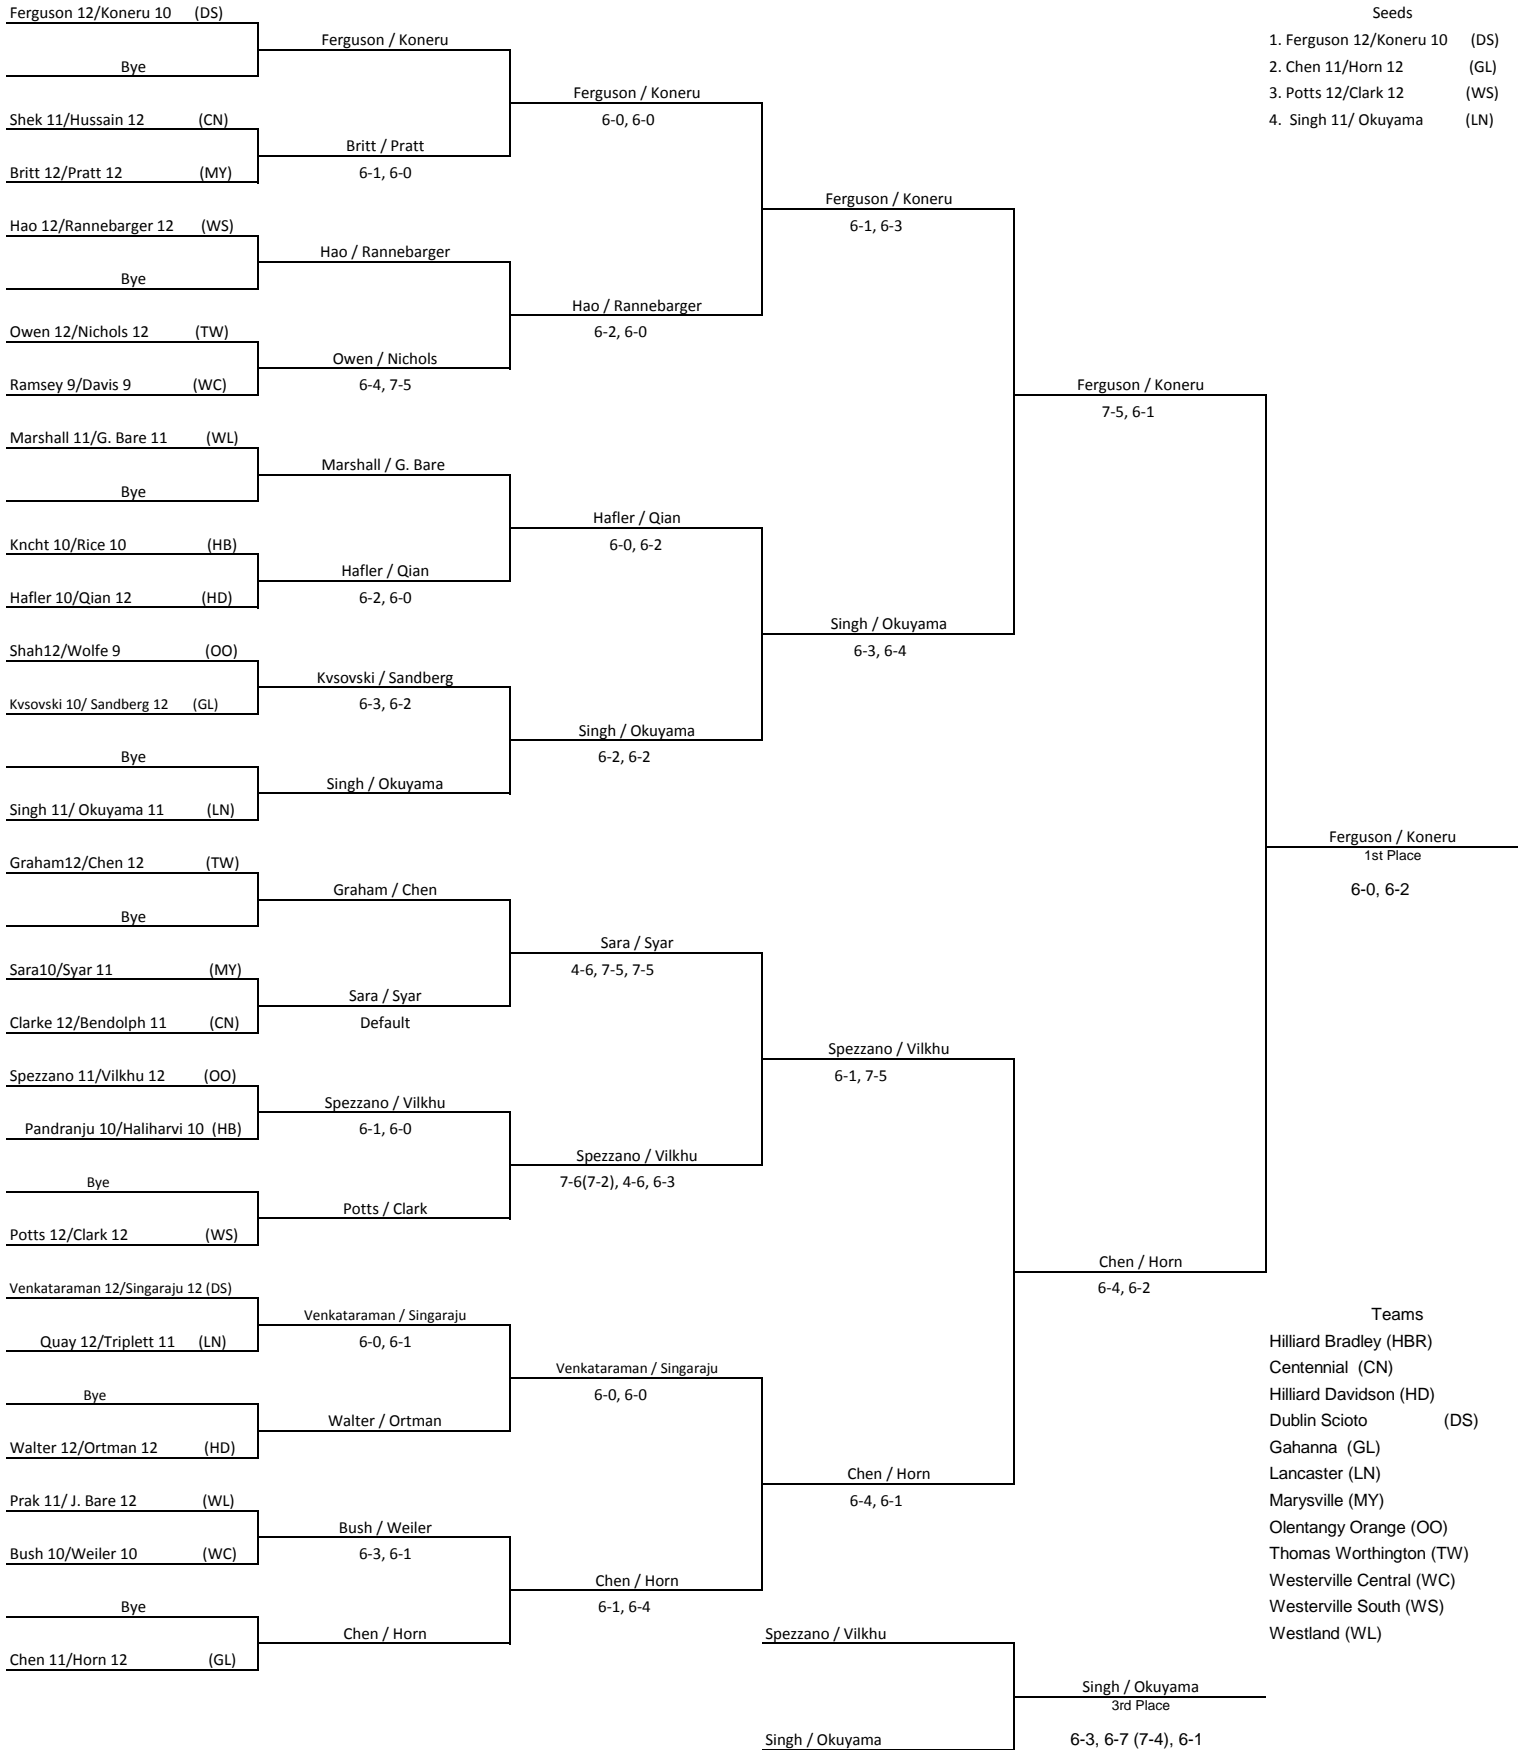 Ferguson 12/Koneru 10 (DS)
Bye
Shek 11/Hussain 12 (CN)
Britt 12/Pratt 12 (MY)
Hao 12/Rannebarger 12 (WS)
Bye
Owen 12/Nichols 12 (TW)
Ramsey 9/Davis 9 (WC)
Marshall 11/G. Bare 11 (WL)
Bye
Kncht 10/Rice 10 (HB)
Hafler 10/Qian 12 (HD)
Shah12/Wolfe 9 (OO)
Kvsovski 10/ Sandberg 12 (GL)
Bye
Singh 11/ Okuyama 11 (LN)
Graham12/Chen 12 (TW)
Bye
Sara10/Syar 11 (MY)
Clarke 12/Bendolph 11 (CN)
Spezzano 11/Vilkhu 12 (OO)
Pandranju 10/Haliharvi 10 (HB)
Bye
Potts 12/Clark 12 (WS)
Venkataraman 12/Singaraju 12 (DS)
Quay 12/Triplett 11 (LN)
Bye
Walter 12/Ortman 12 (HD)
Prak 11/ J. Bare 12 (WL)
Bush 10/Weiler 10 (WC)
Bye
Chen 11/Horn 12 (GL)
Ferguson / Koneru
Britt / Pratt
6-1, 6-0
Hao / Rannebarger
Owen / Nichols
6-4, 7-5
Marshall / G. Bare
Hafler / Qian
6-2, 6-0
Kvsovski / Sandberg
6-3, 6-2
Singh / Okuyama
Graham / Chen
Sara / Syar
Default
Spezzano / Vilkhu
6-1, 6-0
Potts / Clark
Venkataraman / Singaraju
6-0, 6-1
Walter / Ortman
Bush / Weiler
6-3, 6-1
Chen / Horn
Ferguson / Koneru
6-0, 6-0
Hao / Rannebarger
6-2, 6-0
Hafler / Qian
6-0, 6-2
Singh / Okuyama
6-2, 6-2
Sara / Syar
4-6, 7-5, 7-5
Spezzano / Vilkhu
7-6(7-2), 4-6, 6-3
Venkataraman / Singaraju
6-0, 6-0
Chen / Horn
6-1, 6-4
Ferguson / Koneru
6-1, 6-3
Singh / Okuyama
6-3, 6-4
Spezzano / Vilkhu
6-1, 7-5
Chen / Horn
6-4, 6-1
Spezzano / Vilkhu
Singh / Okuyama
Ferguson / Koneru
7-5, 6-1
Chen / Horn
6-4, 6-2
Singh / Okuyama
3rd Place
6-3, 6-7 (7-4), 6-1
Seeds
1. Ferguson 12/Koneru 10 (DS)
2. Chen 11/Horn 12 (GL)
3. Potts 12/Clark 12 (WS)
4. Singh 11/ Okuyama (LN)
Ferguson / Koneru
1st Place
6-0, 6-2
Teams
Hilliard Bradley (HBR)
Centennial (CN)
Hilliard Davidson (HD)
Dublin Scioto (DS)
Gahanna (GL)
Lancaster (LN)
Marysville (MY)
Olentangy Orange (OO)
Thomas Worthington (TW)
Westerville Central (WC)
Westerville South (WS)
Westland (WL)